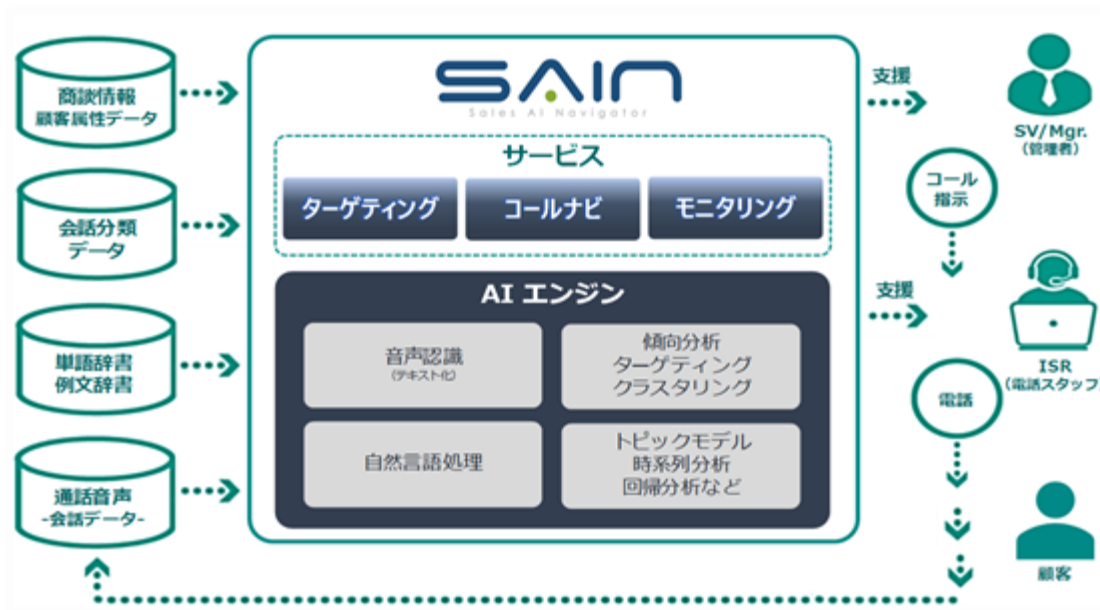 商談情報
顧客属性データ
会話分類
データ
単語辞書
例文辞書
通話音声
-会話データ-
SAIN
Sales AI Navigator
サービス
ターゲティング
コールナビ
モニタリング
AI エンジン
音声認識
(テキスト化)
傾向分析
ターゲティング
クラスタリング
自然言語処理
トピックモデル
時系列分析
回帰分析など
支援
SV/Mgr.
(管理者)
コール
指示
支援
ISR
(電話スタッフ)
電話
顧客